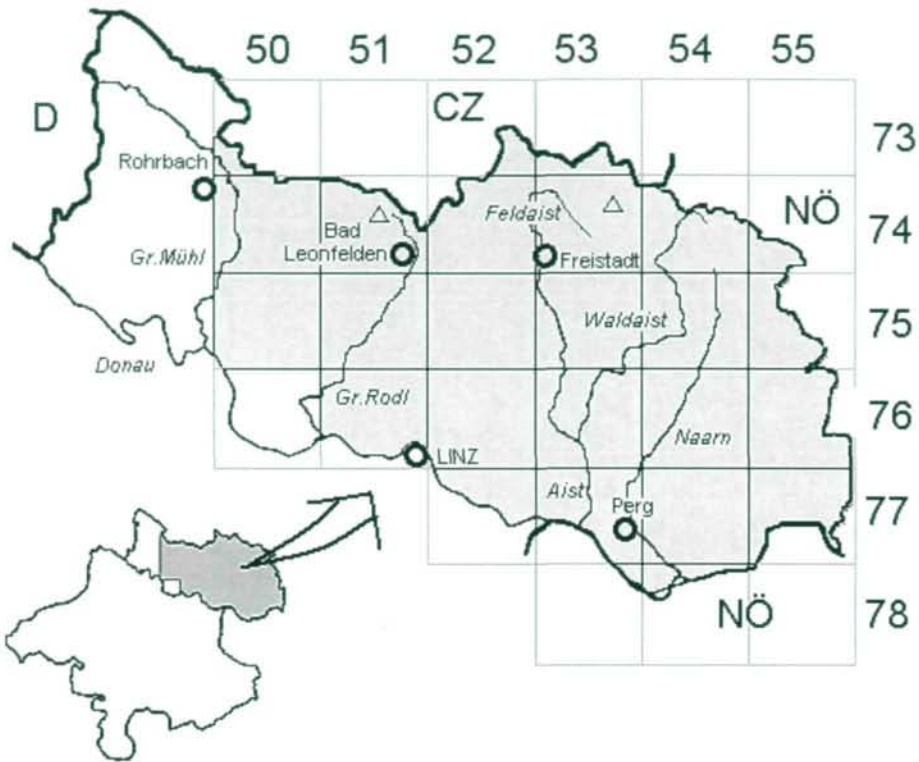 50 51 52 53 54 55
D
CZ
73
Rohrbach
74
NÖ
Feldaist
Bad
Leonfelden
Gr.Mühl
Freistadt
75
Waldaist
Donau
76
Gr.Rodl
Naarn
LINZ
Aist
Perg
77
NÖ
78